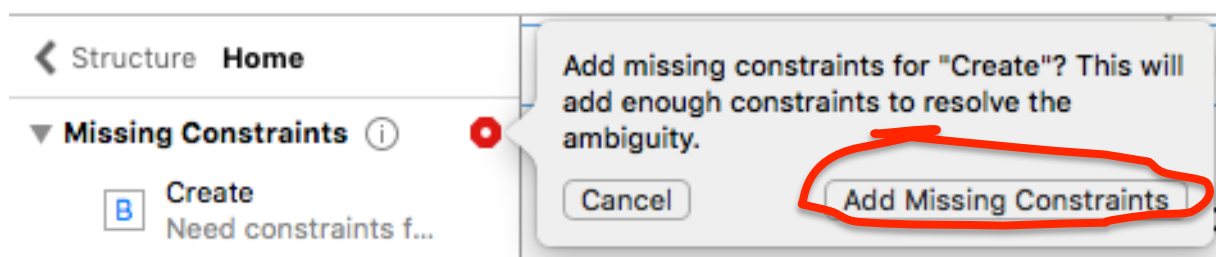 Structure Home
Missing Constraints
Create
Need constraints f...
Add missing constraints for "Create"? This will
add enough constraints to resolve the
ambiguity.
Cancel
Add Missing Constraints
B